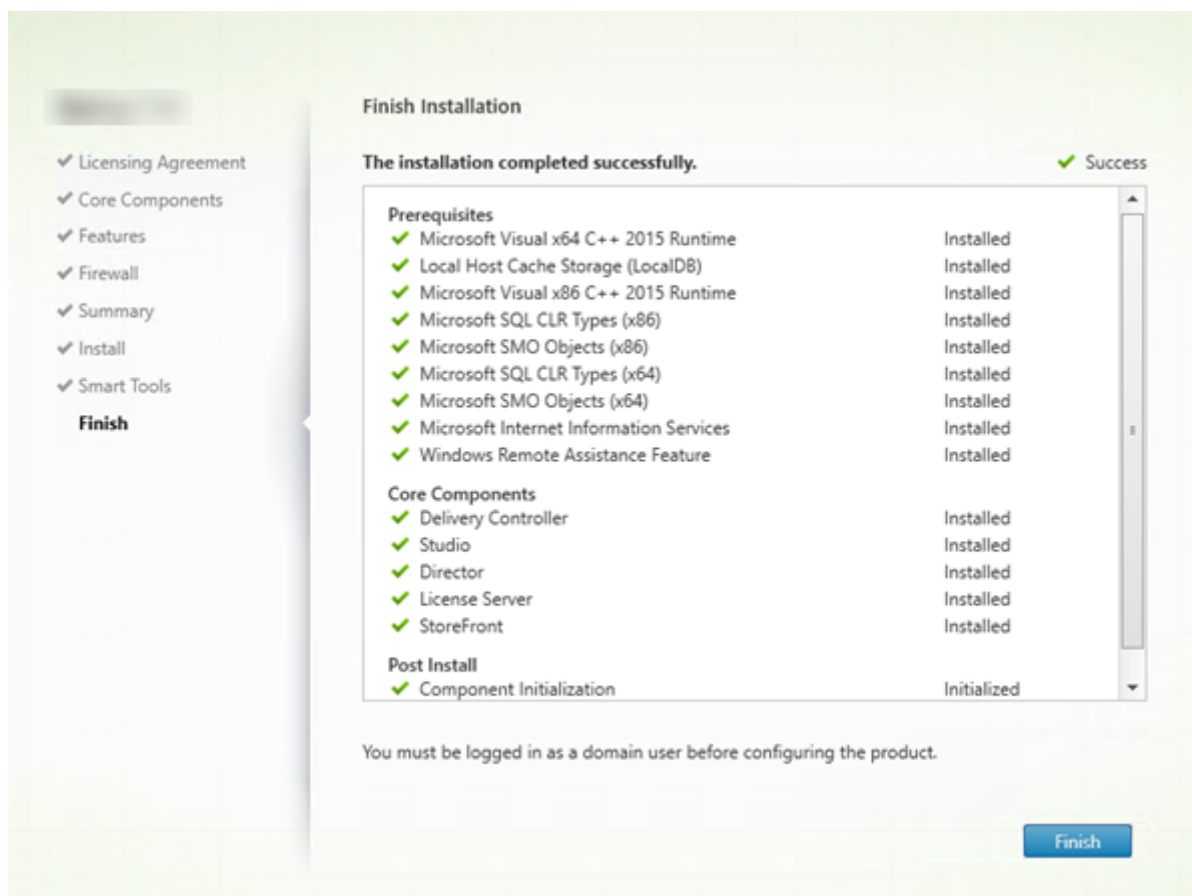 Licensing Agreement
Core Components
Features
Firewall
Summary
Install
Smart Tools
Finish
Finish Installation
The installation completed successfully.
Success
Prerequisites
Microsoft Visual x64 C++ 2015 Runtime Installed
Local Host Cache Storage (LocalDB) Installed
Microsoft Visual x86 C++ 2015 Runtime Installed
Microsoft SQL CLR Types (x86) Installed
Microsoft SMO Objects (x86) Installed
Microsoft SQL CLR Types (x64) Installed
Microsoft SMO Objects (x64) Installed
Microsoft Internet Information Services Installed
Windows Remote Assistance Feature Installed
Core Components
Delivery Controller Installed
Studio Installed
Director Installed
License Server Installed
StoreFront Installed
Post Install
Component Initialization Initialized
You must be logged in as a domain user before configuring the product.
Finish